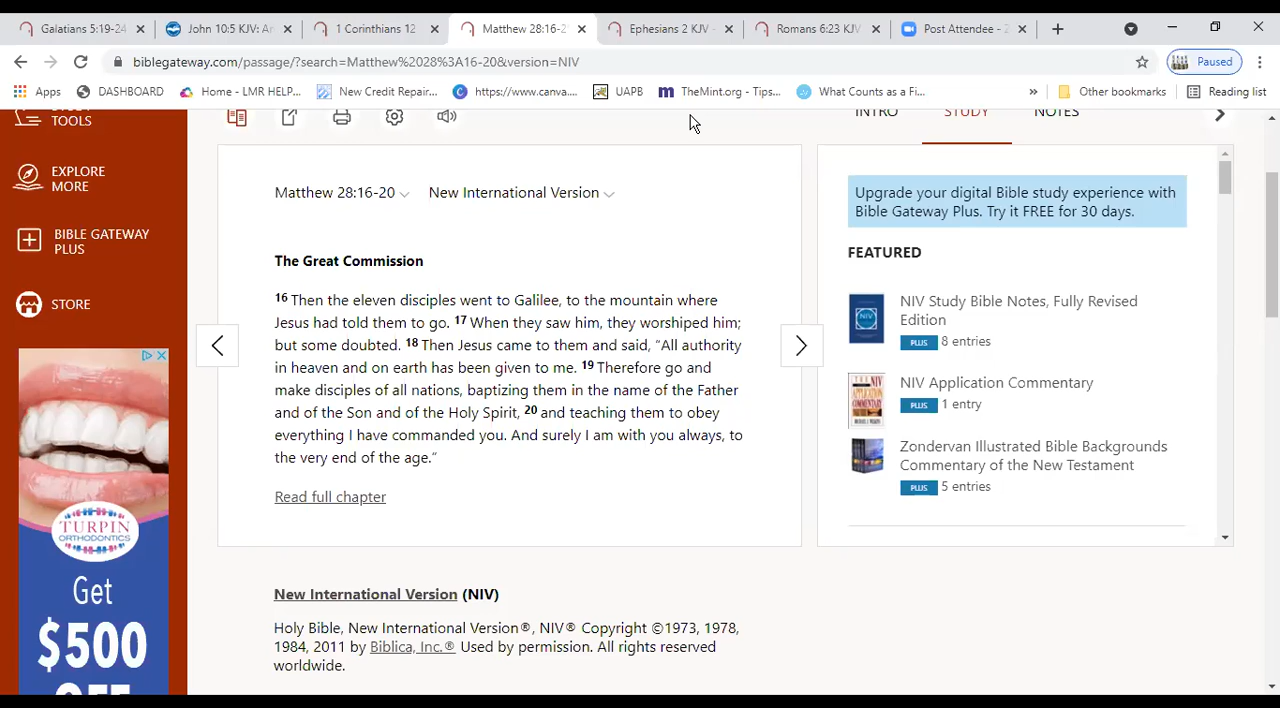 Galatians 5:19-24
John 10:5 KJV: An
1 Corinthians 12
Matthew 28:16-2
Ephesians 2 KJV -
Romans 6:23 KJV
Post Attendee - Z
biblegateway.com/passage/?search=Matthew%2028%3A16-20&version=NIV
Paused
Apps
DASHBOARD
Home - LMR HELP...
New Credit Repair...
https://www.canva....
UAPB
TheMint.org - Tips...
What Counts as a Fi...
»
Other bookmarks
Reading list
TOOLS
EXPLORE
MORE
BIBLE GATEWAY
PLUS
STORE
TURPIN
ORTHODONTICS
Get
$500
OFF
INTRO
STUDY
NOTES
Matthew 28:16-20
New International Version
The Great Commission
16 Then the eleven disciples went to Galilee, to the mountain where
Jesus had told them to go. 17 When they saw him, they worshiped him;
but some doubted. 18 Then Jesus came to them and said, “All authority
in heaven and on earth has been given to me. 19 Therefore go and
make disciples of all nations, baptizing them in the name of the Father
and of the Son and of the Holy Spirit, 20 and teaching them to obey
everything I have commanded you. And surely I am with you always, to
the very end of the age.”
Read full chapter
New International Version (NIV)
Holy Bible, New International Version®, NIV® Copyright ©1973, 1978,
1984, 2011 by Biblica, Inc.® Used by permission. All rights reserved
worldwide.
Upgrade your digital Bible study experience with
Bible Gateway Plus. Try it FREE for 30 days.
FEATURED
NIV Study Bible Notes, Fully Revised
Edition
PLUS 8 entries
NIV Application Commentary
PLUS 1 entry
Zondervan Illustrated Bible Backgrounds
Commentary of the New Testament
PLUS 5 entries